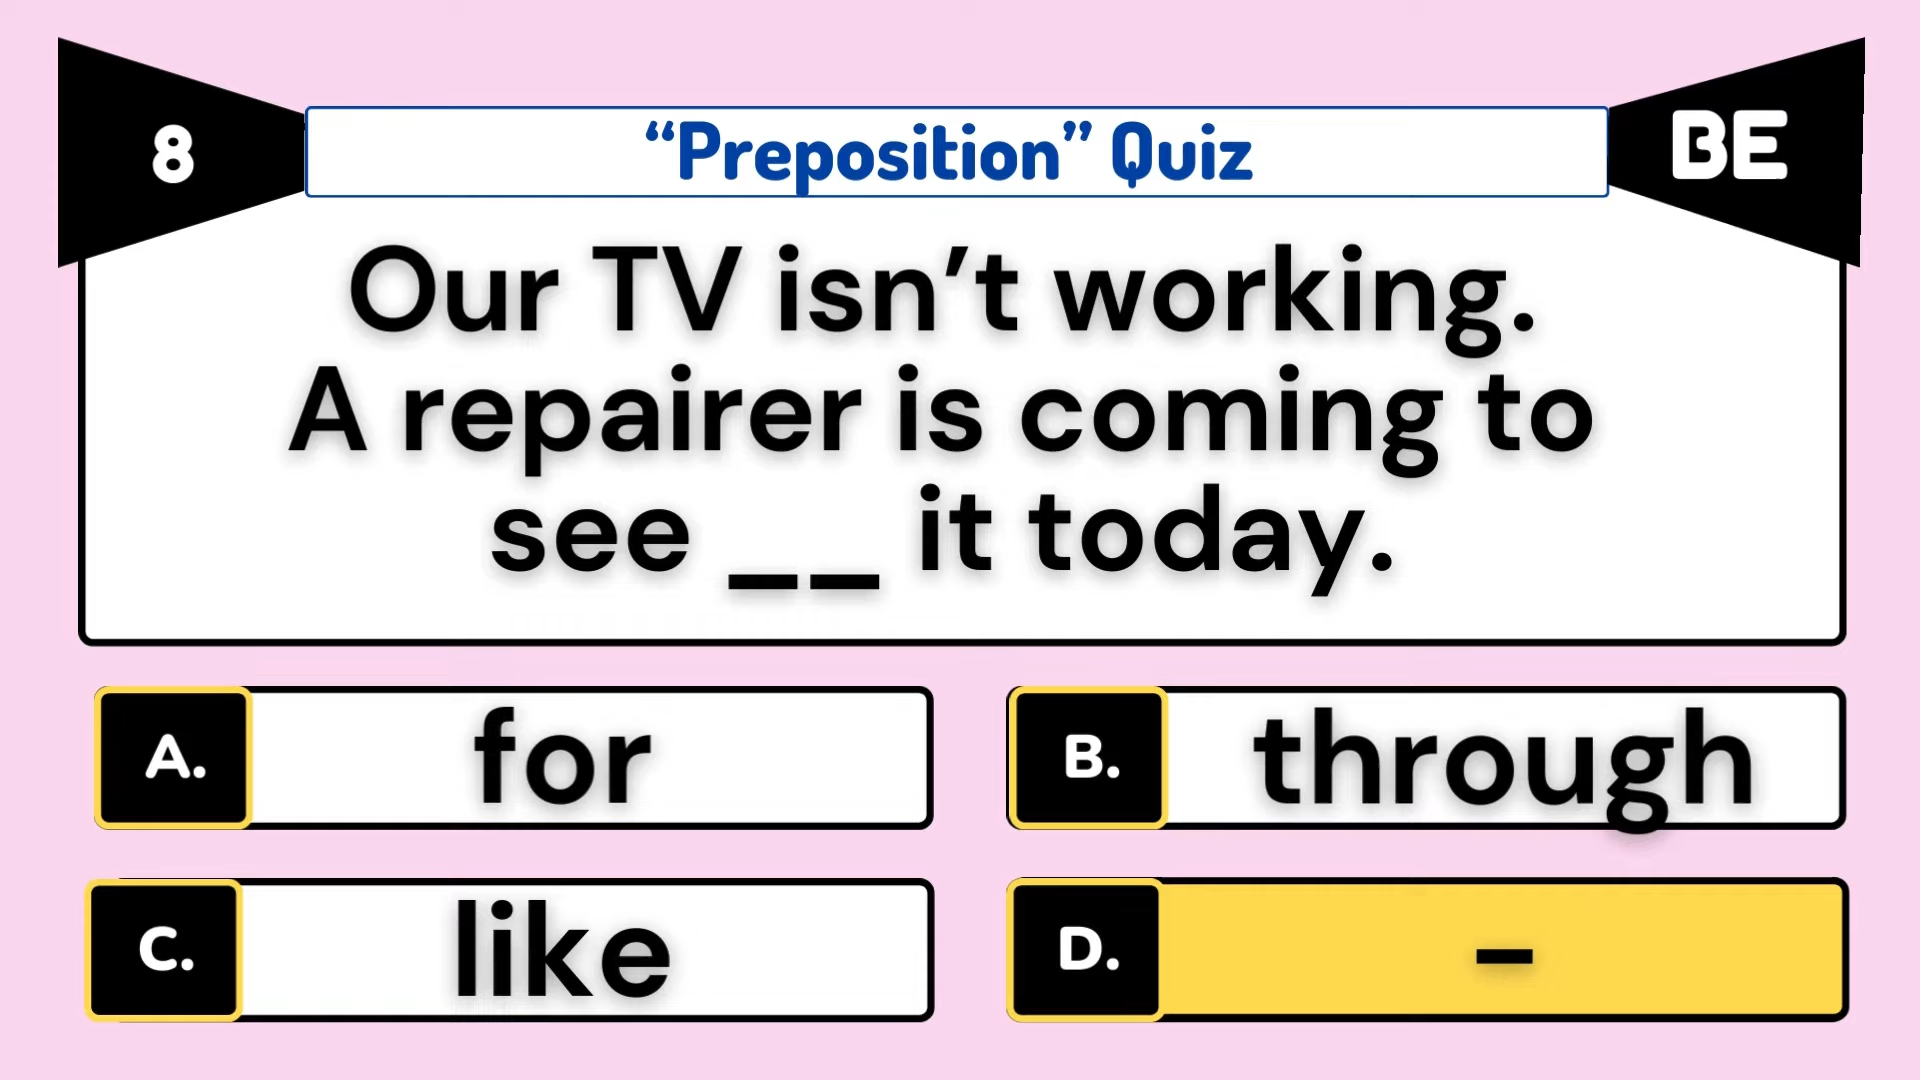 8
“Preposition” Quiz
BE
Our TV isn’t working.
A repairer is coming to
see __ it today.
A. for
B. through
C. like
D. –